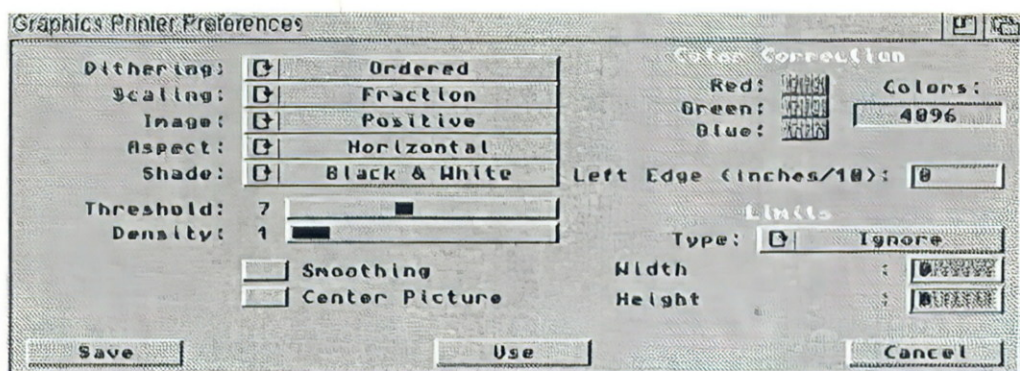 Graphics Printer Preferences
Dithering: Ordered
Scaling: Fraction
Image: Positive
Aspect: Horizontal
Shade: Black & White
Threshold: 7
Density: 1
Smoothing
Center Picture
Color Correction
Red:
Green:
Blue:
Colors:
4096
Left Edge (inches/10): 0
Limits
Type: Ignore
Width : 0
Height : 0
Save
Use
Cancel